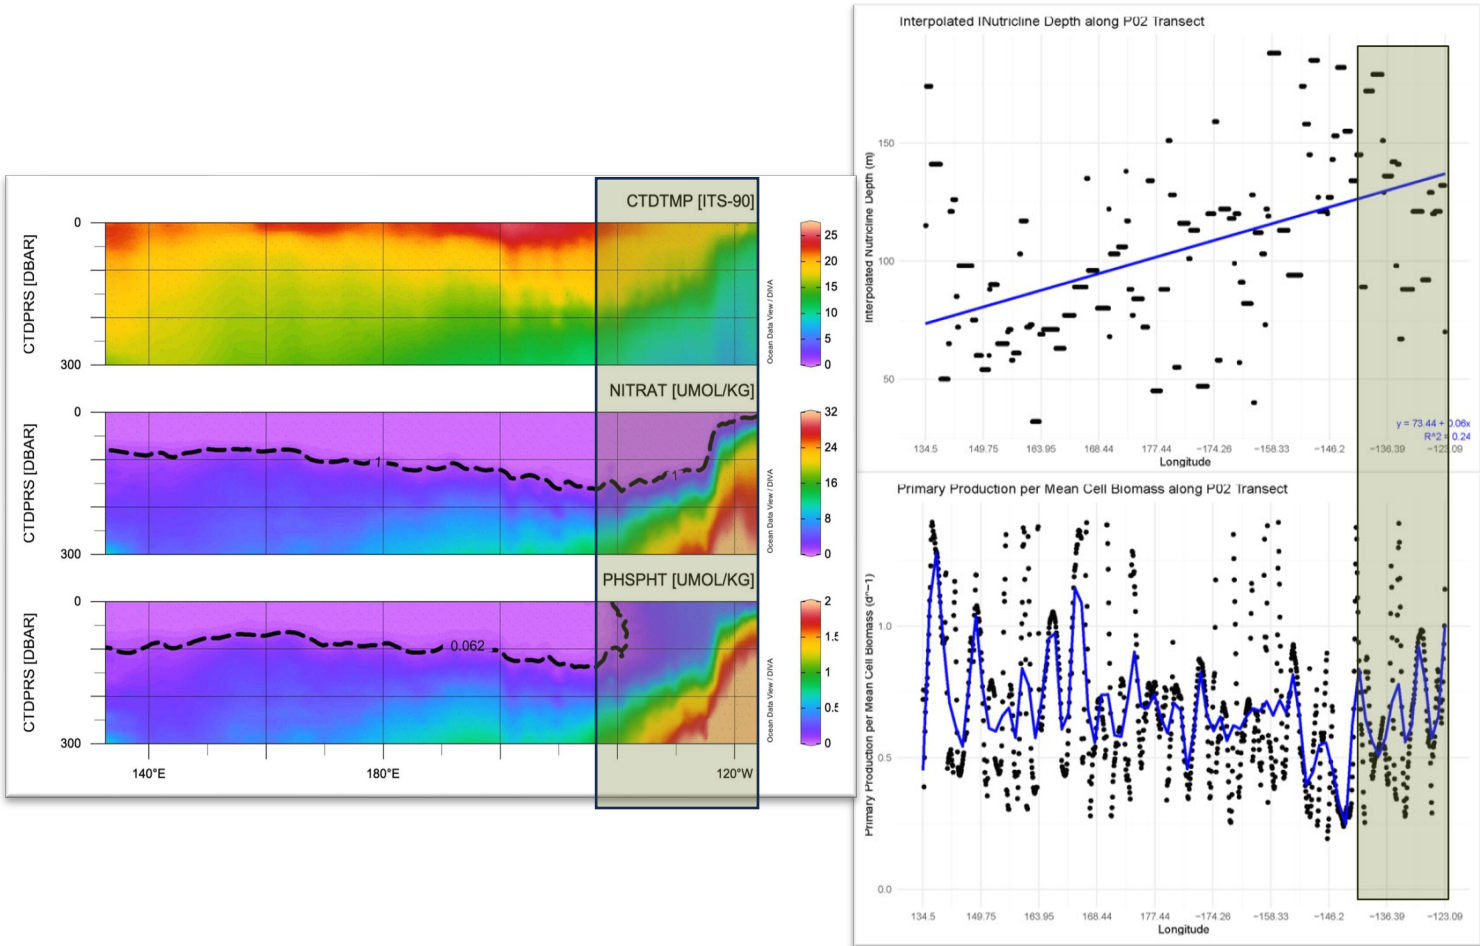 CTDTMP [ITS-90]
0
300
CTDPRS [DBAR]
25
20
15
10
5
0
Ocean Data View / DIVA
NITRAT [UMOL/KG]
0
300
CTDPRS [DBAR]
1
1
32
24
16
8
0
Ocean Data View / DIVA
PHSPHT [UMOL/KG]
0
300
CTDPRS [DBAR]
0.062
2
1.5
1
0.5
0
Ocean Data View / DIVA
140°E
180°E
120°W
Interpolated INutricline Depth along P02 Transect
Interpolated Nutricline Depth (m)
150
100
50
y = 73.44 + 0.06x
R^2 = 0.24
134.5 149.75 163.95 168.44 177.44 −174.26 −158.33 −146.2 −136.39 −123.09
Longitude
Primary Production per Mean Cell Biomass along P02 Transect
Primary Production per Mean Cell Biomass (d^−1)
1.0
0.5
0.0
134.5 149.75 163.95 168.44 177.44 −174.26 −158.33 −146.2 −136.39 −123.09
Longitude